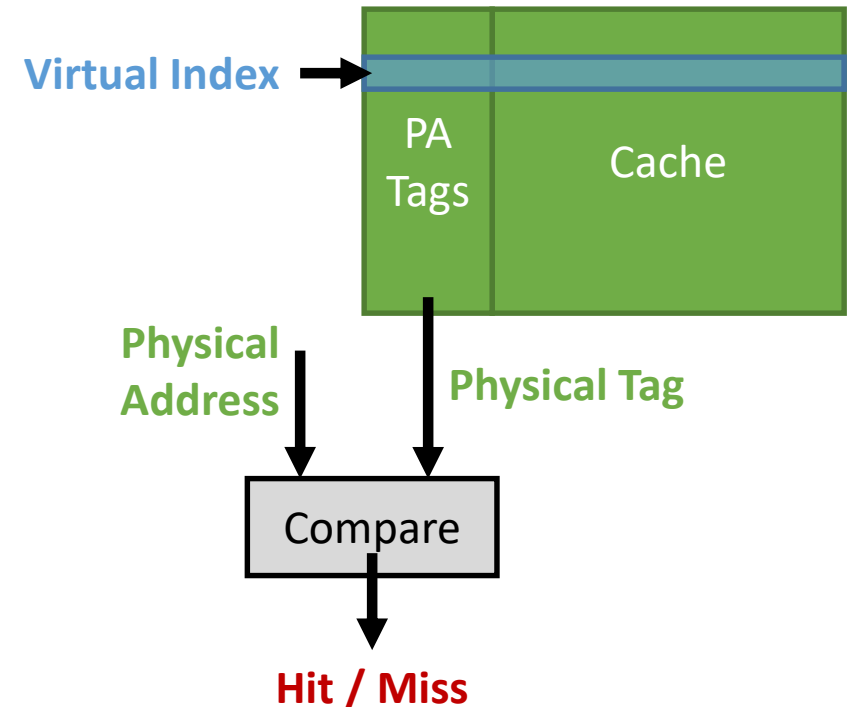 Virtual Index
PA
Tags
Cache
Physical
Address
Physical Tag
Compare
Hit / Miss